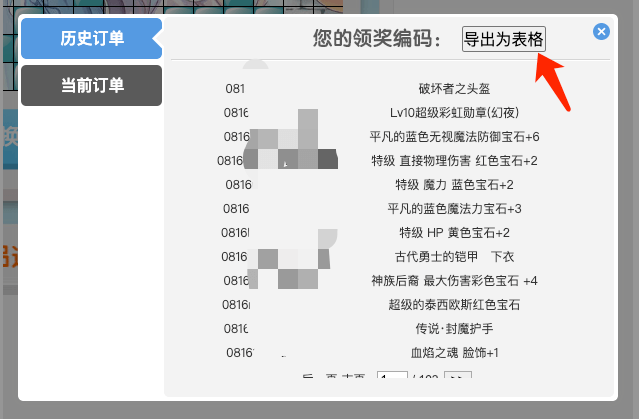 历史订单
当前订单
您的领奖编码：
导出为表格
081 破坏者之头盔
0816 Lv10超级彩虹勋章(幻夜)
0816 平凡的蓝色无视魔法防御宝石+6
0816 特级 直接物理伤害 红色宝石+2
0816 特级 魔力 蓝色宝石+2
0816 平凡的蓝色魔法力宝石+3
0816 特级 HP 黄色宝石+2
0816 古代勇士的铠甲 下衣
0816 神族后裔 最大伤害彩色宝石 +4
0816 超级的泰西欧斯红色宝石
0816 传说·封魔护手
0816 血焰之魂 脸饰+1